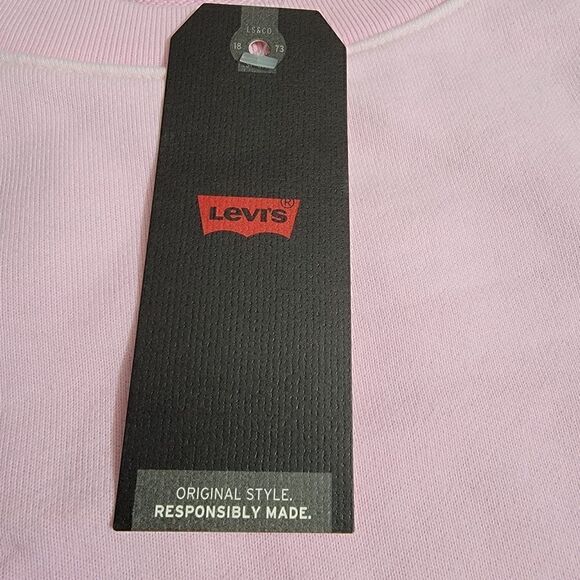 LS&CO
18 73
LEVI'S®
ORIGINAL STYLE.
RESPONSIBLY MADE.